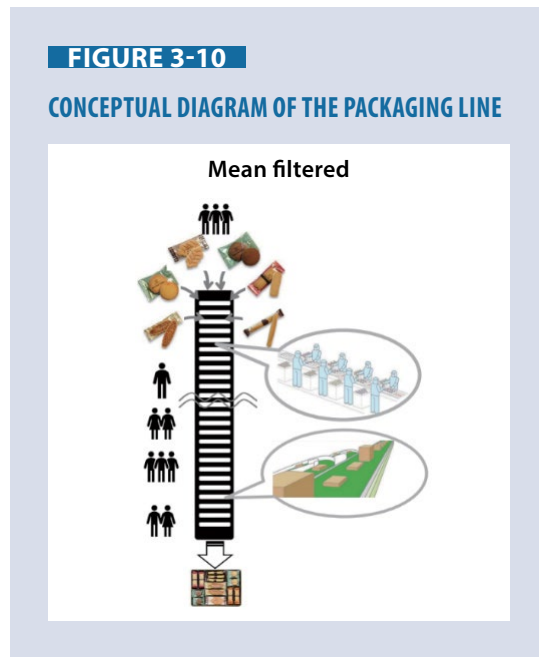 FIGURE 3-10
CONCEPTUAL DIAGRAM OF THE PACKAGING LINE
Mean filtered